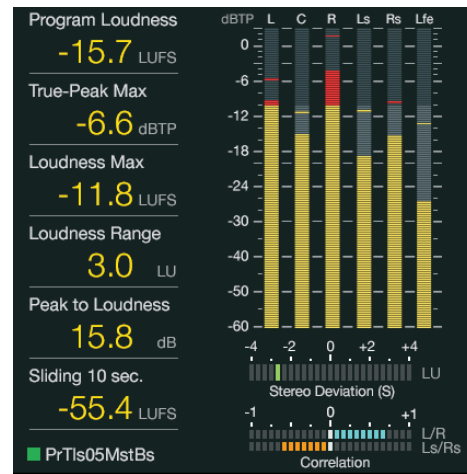 Program Loudness
-15.7 LUFS
True-Peak Max
-6.6 dBTP
Loudness Max
-11.8 LUFS
Loudness Range
3.0 LU
Peak to Loudness
15.8 dB
Sliding 10 sec.
-55.4 LUFS
PrTls05MstBs
dBTP L C R Ls Rs Lfe
0
-6
-12
-18
-24
-30
-40
-50
-60
-4 -2 0 +2 +4
LU
Stereo Deviation (S)
-1 0 +1
L/R
Ls/Rs
Correlation